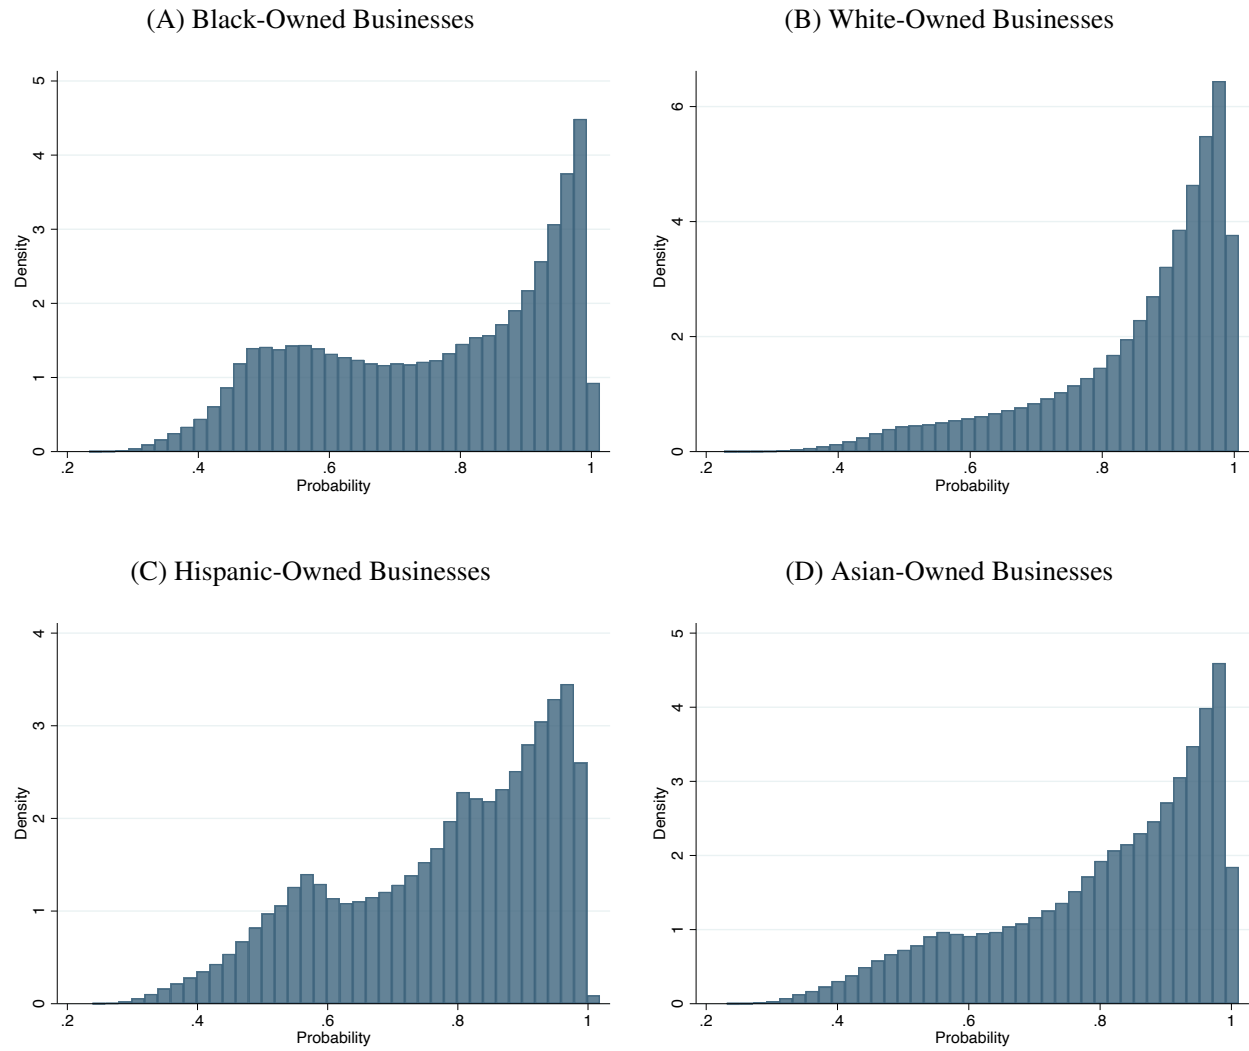 (A) Black-Owned Businesses
5
4
3
2
1
0
Density
.2 .4 .6 .8 1
Probability
(B) White-Owned Businesses
6
4
2
0
Density
.2 .4 .6 .8 1
Probability
(C) Hispanic-Owned Businesses
4
3
2
1
0
Density
.2 .4 .6 .8 1
Probability
(D) Asian-Owned Businesses
5
4
3
2
1
0
Density
.2 .4 .6 .8 1
Probability